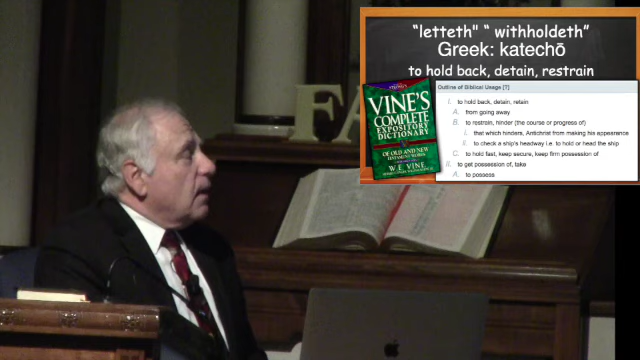 “letteth" “ withholdeth”
Greek: katechō
to hold back, detain, restrain
VINE'S
COMPLETE
EXPOSITORY
DICTIONARY
OF OLD AND NEW
TESTAMENT WORDS
W.E. VINE
Outline of Biblical Usage [?]
I. to hold back, detain, retain
A. from going away
B. to restrain, hinder (the course or progress of)
i. that which hinders, Antichrist from making his appearance
ii. to check a ship's headway i.e. to hold or head the ship
C. to hold fast, keep secure, keep firm possession of
II. to get possession of, take
A. to possess
FA